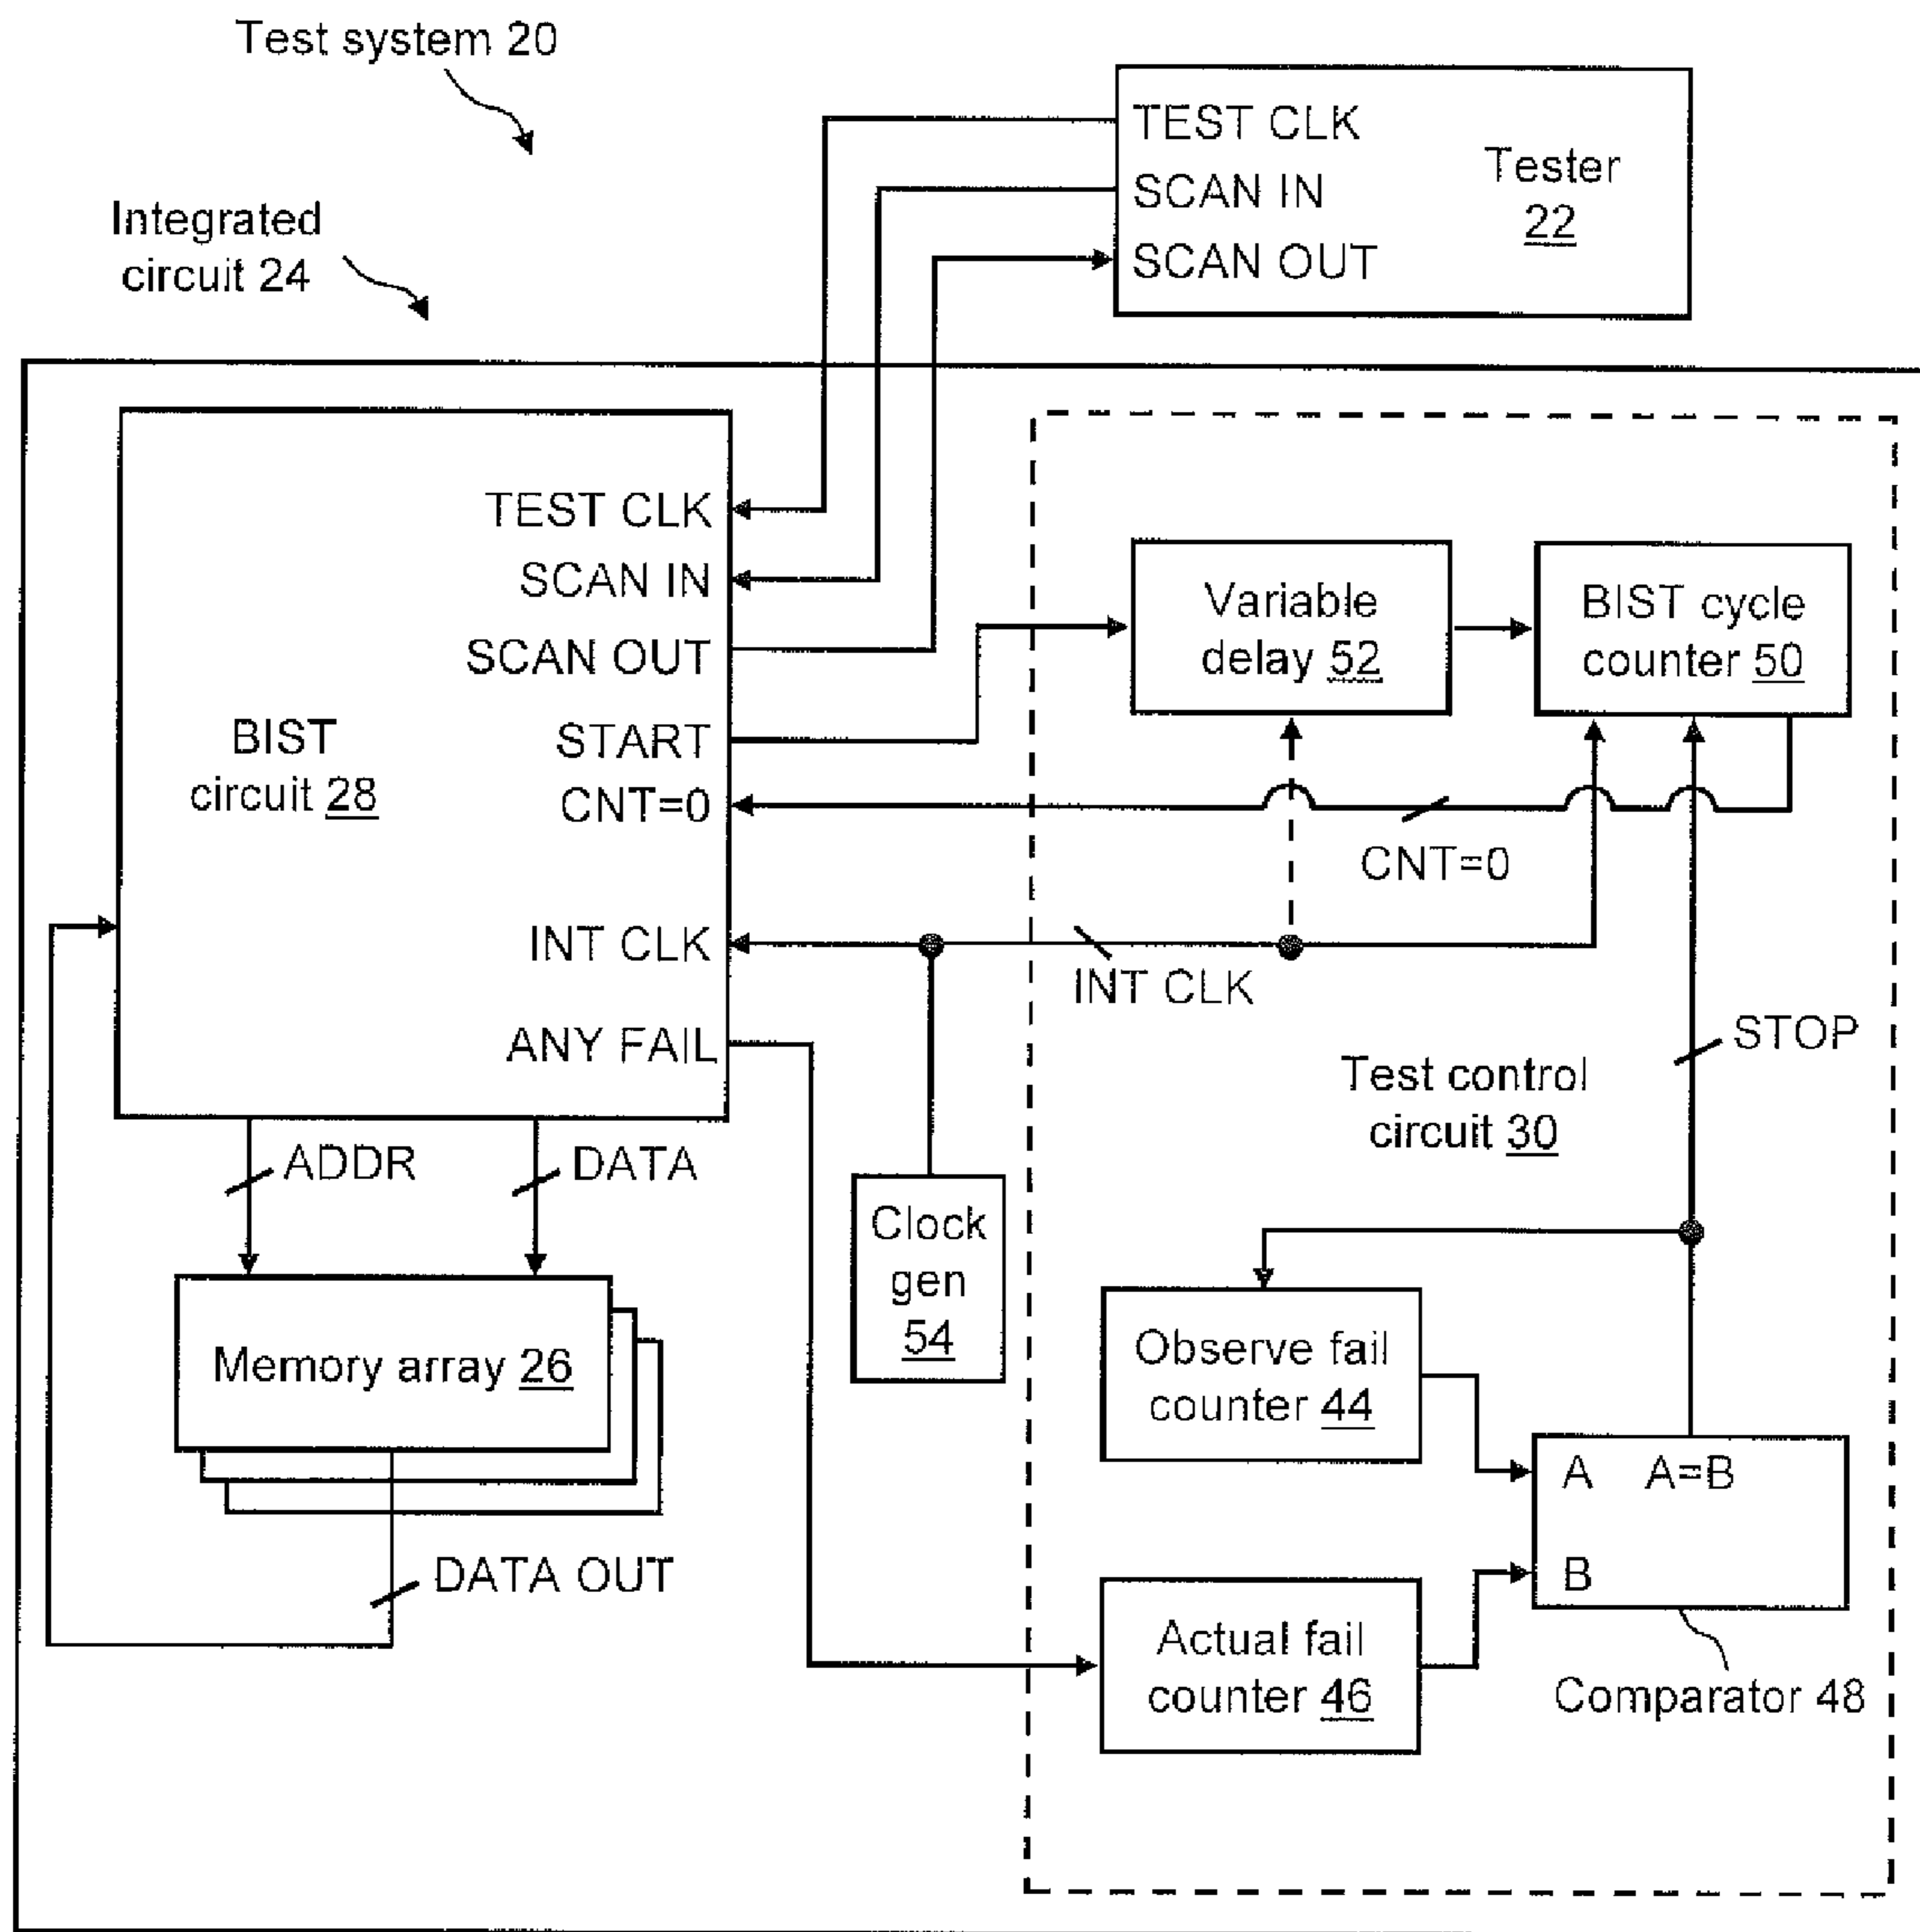 Test system 20
TEST CLK
SCAN IN
SCAN OUT
Tester
22
Integrated
circuit 24
TEST CLK
SCAN IN
SCAN OUT
START
CNT=0
INT CLK
ANY FAIL
BIST
circuit 28
Variable
delay 52
BIST cycle
counter 50
CNT=0
INT CLK
STOP
Test control
circuit 30
ADDR
DATA
Clock
gen
54
Memory array 26
DATA OUT
Observe fail
counter 44
A A=B
B
Actual fail
counter 46
Comparator 48